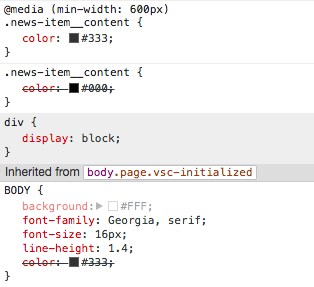 @media (min-width: 600px)
.news-item__content {
color: #333;
}
.news-item__content {
color: #000;
}
div {
display: block;
}
Inherited from body.page.vsc-initialized
BODY {
background: #FFF;
font-family: Georgia, serif;
font-size: 16px;
line-height: 1.4;
color: #333;
}